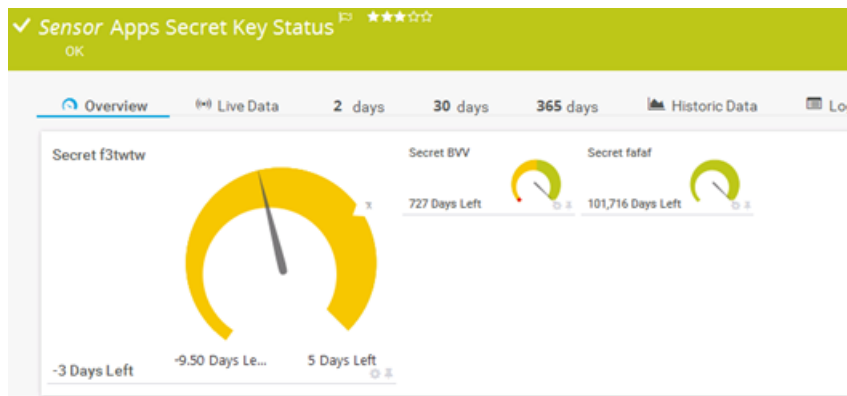 Sensor Apps Secret Key Status
OK
Overview
Live Data
2 days
30 days
365 days
Historic Data
Secret f3twtw
-3 Days Left
-9.50 Days Le...
5 Days Left
Secret BVV
727 Days Left
Secret fafaf
101,716 Days Left